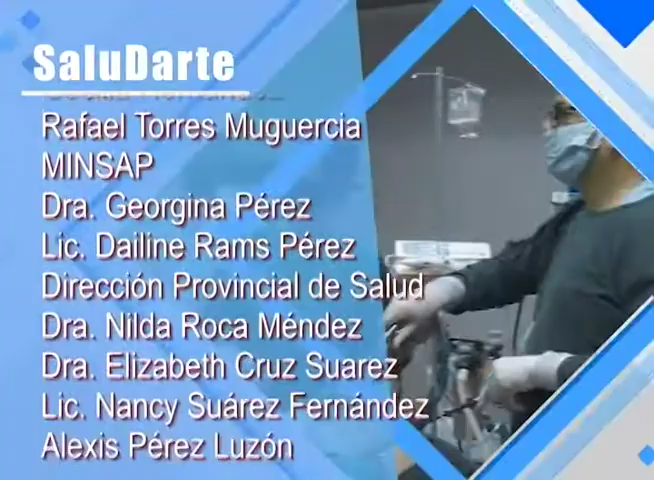 SaluDarte
Rafael Torres Muguercia
MINSAP
Dra. Georgina Pérez
Lic. Dailine Rams Pérez
Dirección Provincial de Salud
Dra. Nilda Roca Méndez
Dra. Elizabeth Cruz Suarez
Lic. Nancy Suárez Fernández
Alexis Pérez Luzón